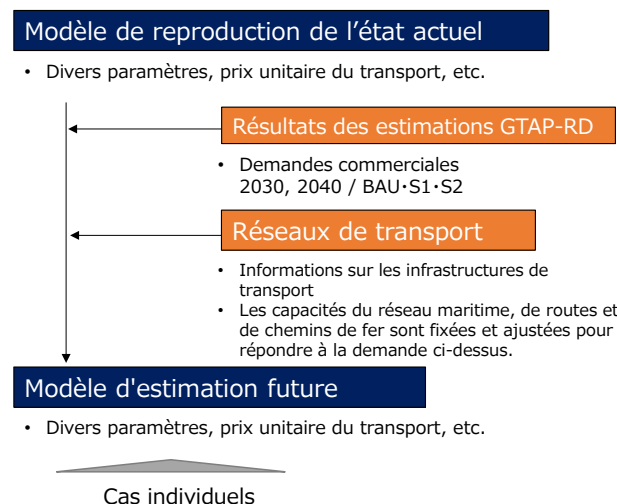 Modèle de reproduction de l’état actuel
• Divers paramètres, prix unitaire du transport, etc.
Résultats des estimations GTAP-RD
• Demandes commerciales
2030, 2040 / BAU・S1・S2
Réseaux de transport
• Informations sur les infrastructures de
transport
• Les capacités du réseau maritime, de routes et
de chemins de fer sont fixées et ajustées pour
répondre à la demande ci-dessus.
Modèle d'estimation future
• Divers paramètres, prix unitaire du transport, etc.
Cas individuels